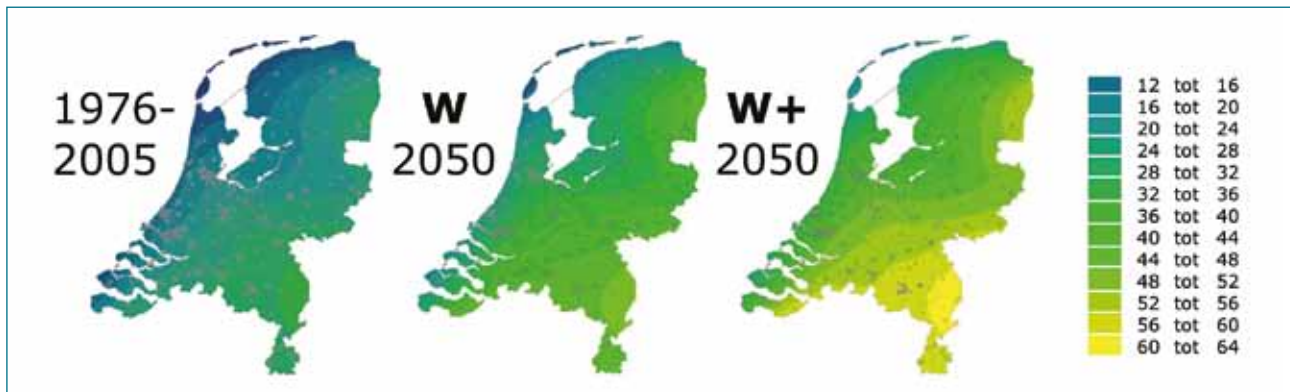 1976-
2005
W
2050
W+
2050
12 tot 16
16 tot 20
20 tot 24
24 tot 28
28 tot 32
32 tot 36
36 tot 40
40 tot 44
44 tot 48
48 tot 52
52 tot 56
56 tot 60
60 tot 64